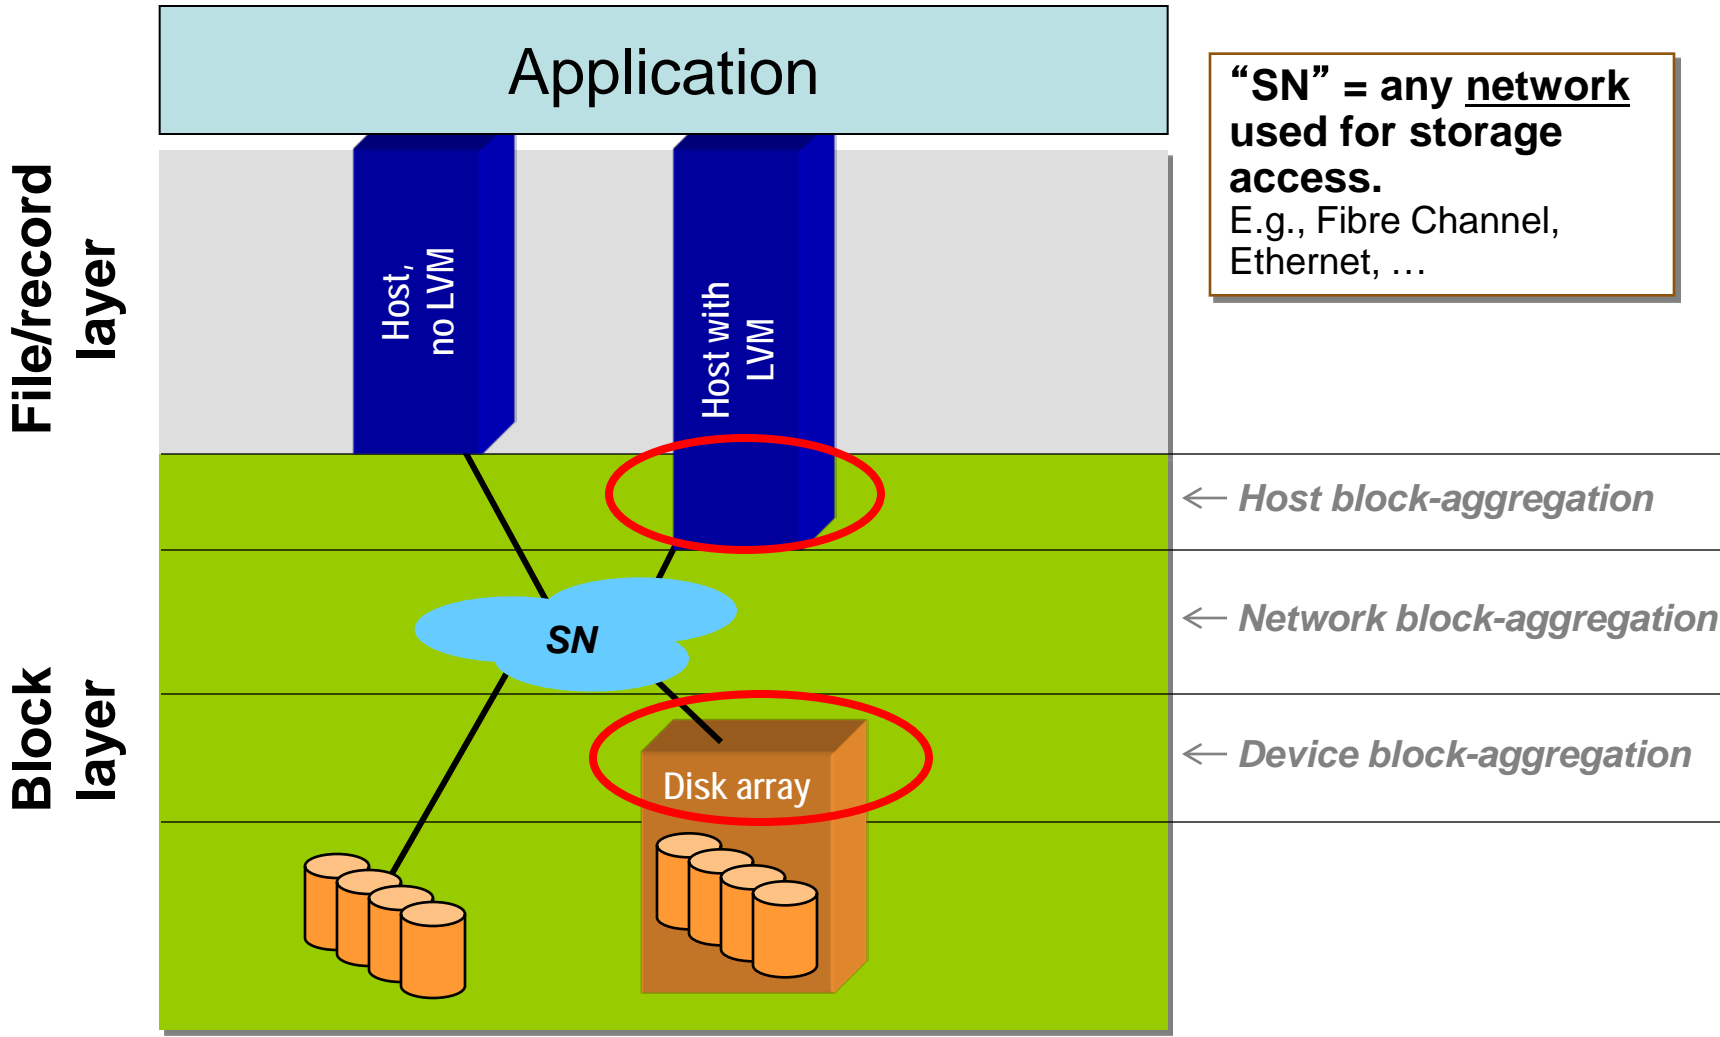 Application
“SN” = any network
used for storage
access.
E.g., Fibre Channel,
Ethernet, …
File/record
layer
Host,
no LVM
Host with
LVM
Host block-aggregation
SN
Network block-aggregation
Block
layer
Disk array
Device block-aggregation